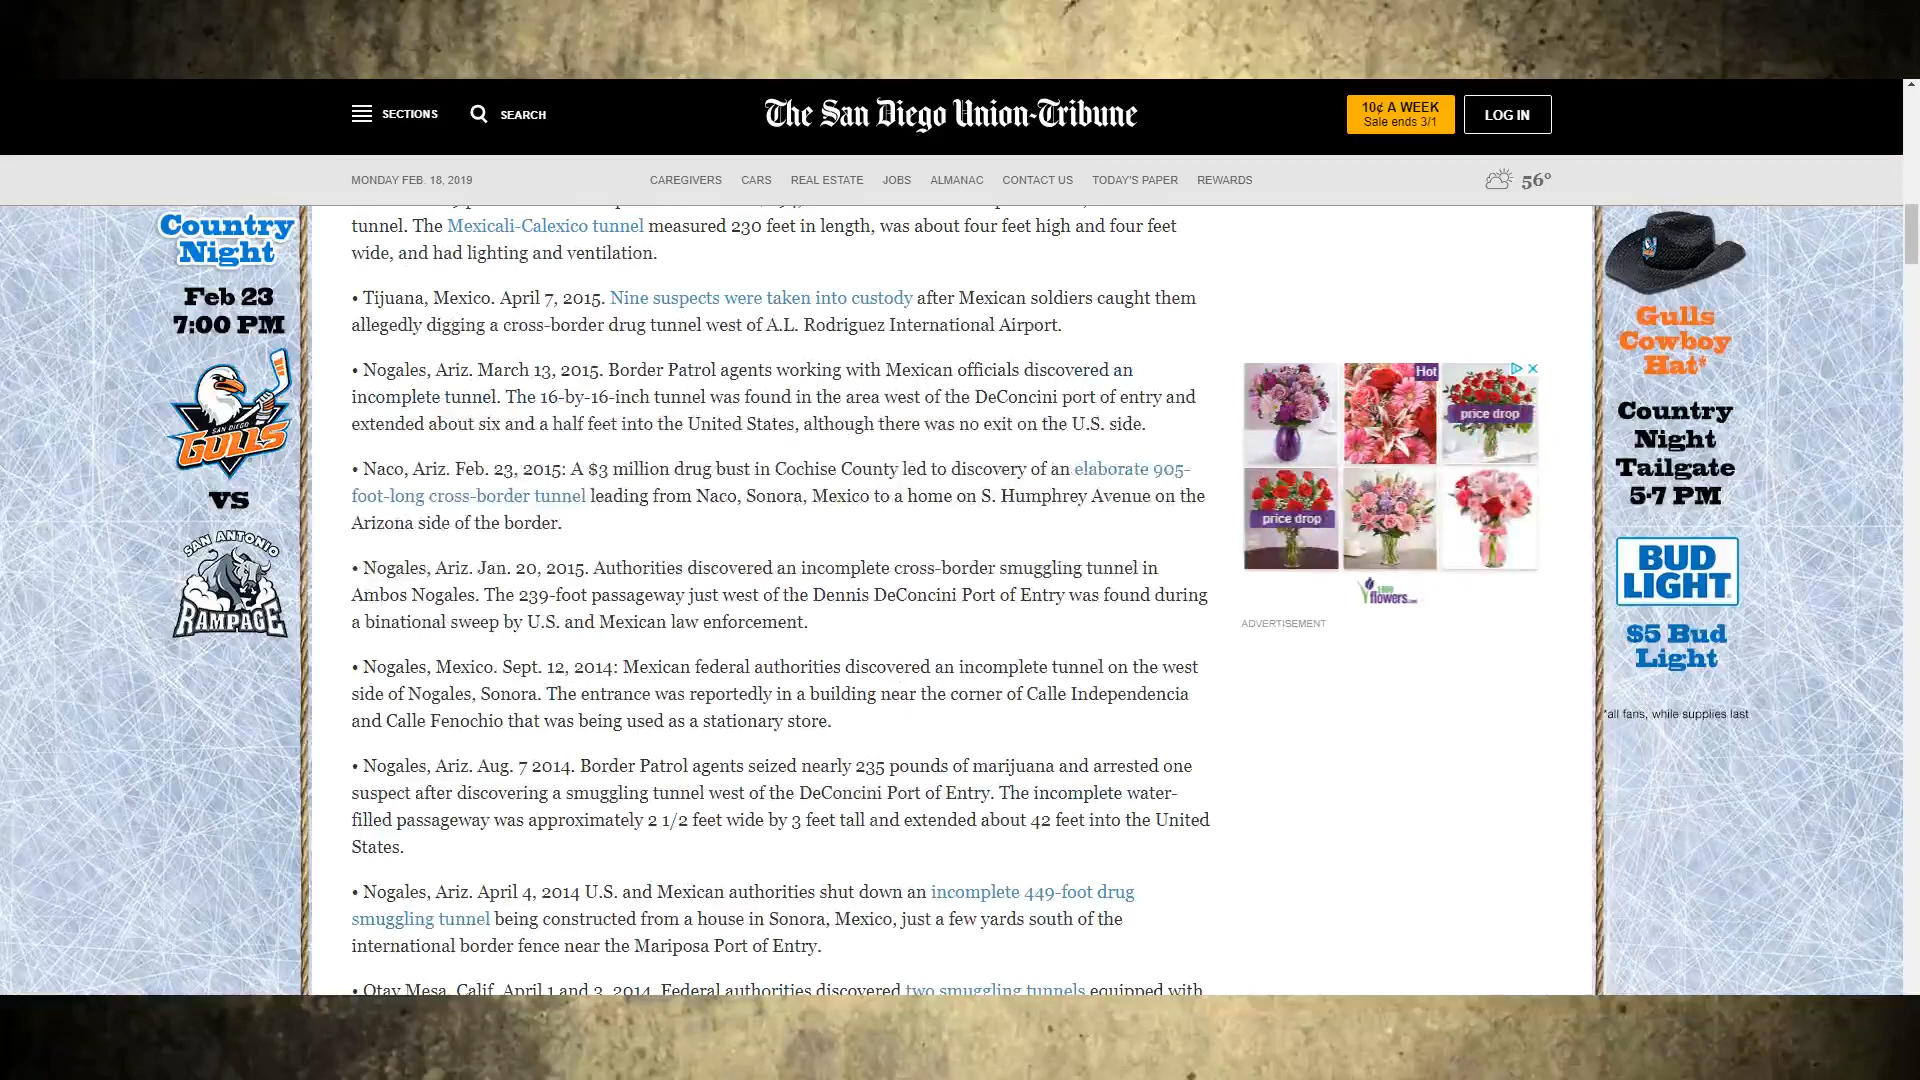 SECTIONS
SEARCH
The San Diego Union-Tribune
10¢ A WEEK
Sale ends 3/1
LOG IN
MONDAY FEB. 18, 2019
CAREGIVERS
CARS
REAL ESTATE
JOBS
ALMANAC
CONTACT US
TODAY'S PAPER
REWARDS
56°
Country
Night
Feb 23
7:00 PM
SAN DIEGO
GULLS
VS
SAN ANTONIO
RAMPAGE
tunnel. The Mexicali-Calexico tunnel measured 230 feet in length, was about four feet high and four feet
wide, and had lighting and ventilation.
• Tijuana, Mexico. April 7, 2015. Nine suspects were taken into custody after Mexican soldiers caught them
allegedly digging a cross-border drug tunnel west of A.L. Rodriguez International Airport.
• Nogales, Ariz. March 13, 2015. Border Patrol agents working with Mexican officials discovered an
incomplete tunnel. The 16-by-16-inch tunnel was found in the area west of the DeConcini port of entry and
extended about six and a half feet into the United States, although there was no exit on the U.S. side.
• Naco, Ariz. Feb. 23, 2015: A $3 million drug bust in Cochise County led to discovery of an elaborate 905-
foot-long cross-border tunnel leading from Naco, Sonora, Mexico to a home on S. Humphrey Avenue on the
Arizona side of the border.
• Nogales, Ariz. Jan. 20, 2015. Authorities discovered an incomplete cross-border smuggling tunnel in
Ambos Nogales. The 239-foot passageway just west of the Dennis DeConcini Port of Entry was found during
a binational sweep by U.S. and Mexican law enforcement.
• Nogales, Mexico. Sept. 12, 2014: Mexican federal authorities discovered an incomplete tunnel on the west
side of Nogales, Sonora. The entrance was reportedly in a building near the corner of Calle Independencia
and Calle Fenochio that was being used as a stationary store.
• Nogales, Ariz. Aug. 7 2014. Border Patrol agents seized nearly 235 pounds of marijuana and arrested one
suspect after discovering a smuggling tunnel west of the DeConcini Port of Entry. The incomplete water-
filled passageway was approximately 2 1/2 feet wide by 3 feet tall and extended about 42 feet into the United
States.
• Nogales, Ariz. April 4, 2014 U.S. and Mexican authorities shut down an incomplete 449-foot drug
smuggling tunnel being constructed from a house in Sonora, Mexico, just a few yards south of the
international border fence near the Mariposa Port of Entry.
• Otay Mesa, Calif. April 1 and 3, 2014. Federal authorities discovered two smuggling tunnels equipped with
Hot
price drop
price drop
flowers.com
ADVERTISEMENT
Gulls
Cowboy
Hat*
Country
Night
Tailgate
5-7 PM
BUD
LIGHT
$5 Bud
Light
*all fans, while supplies last